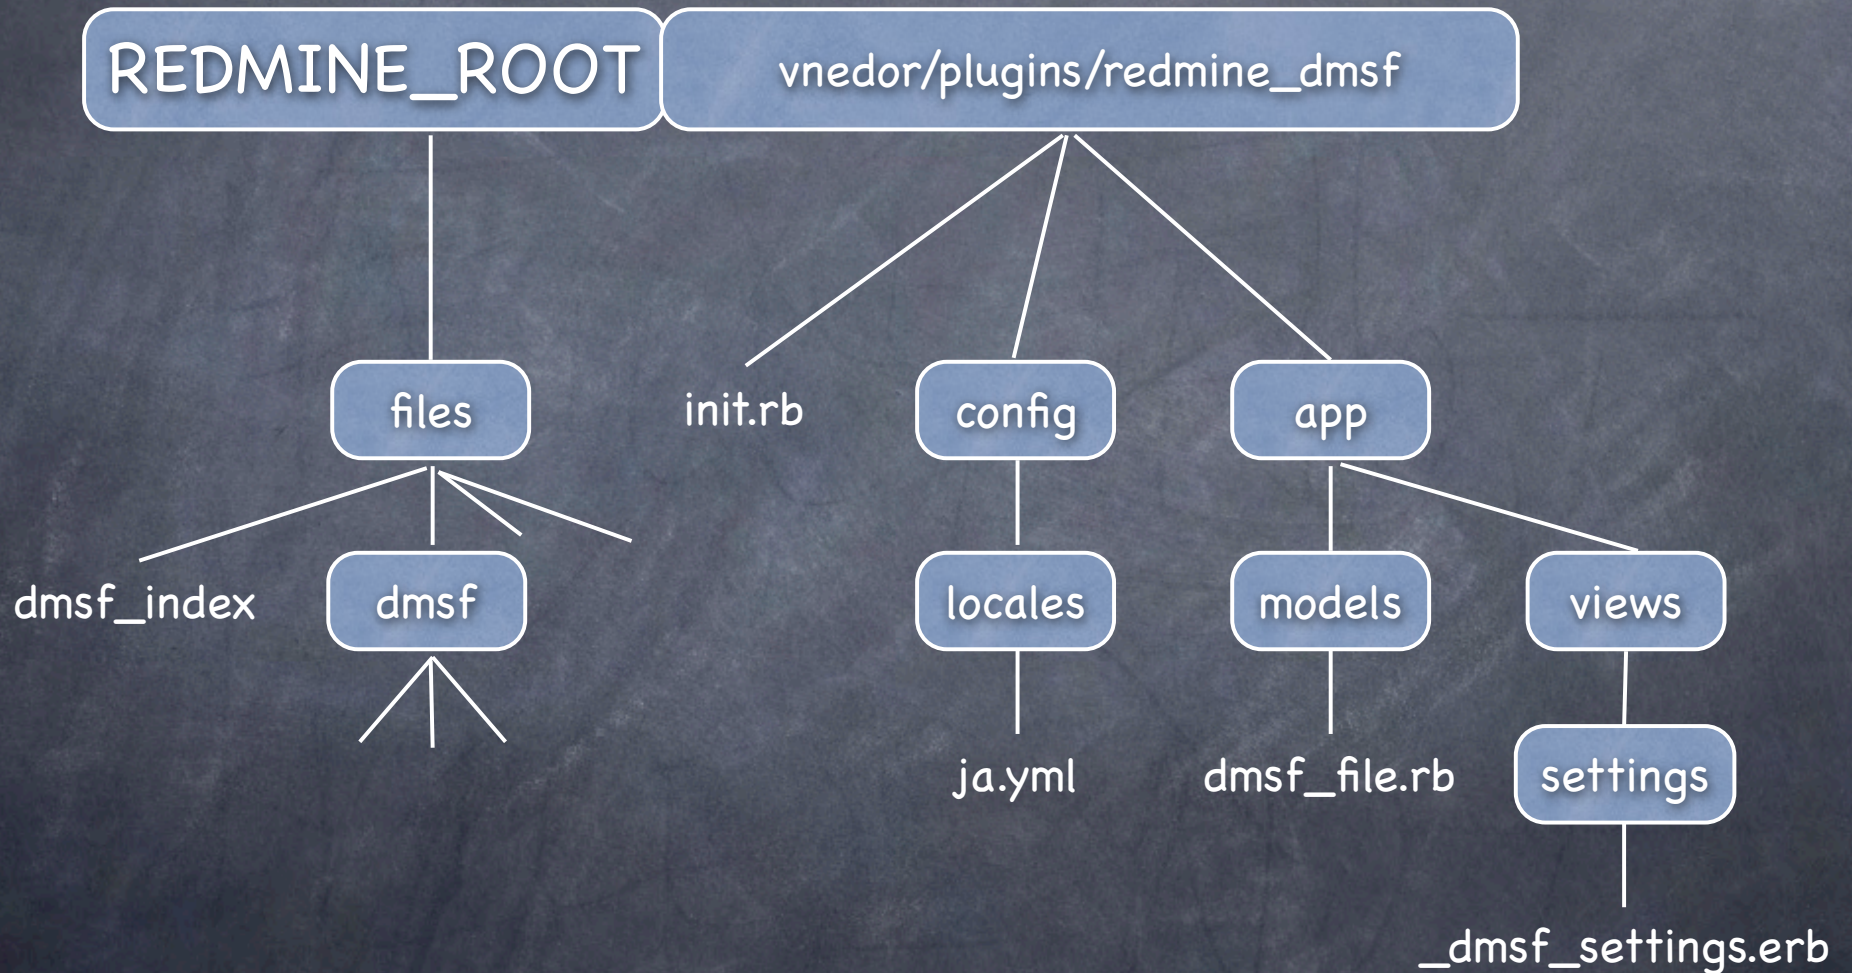 REDMINE_ROOT
vnedor/plugins/redmine_dmsf
files
init.rb
config
app
dmsf_index
dmsf
locales
models
views
ja.yml
dmsf_file.rb
settings
_dmsf_settings.erb